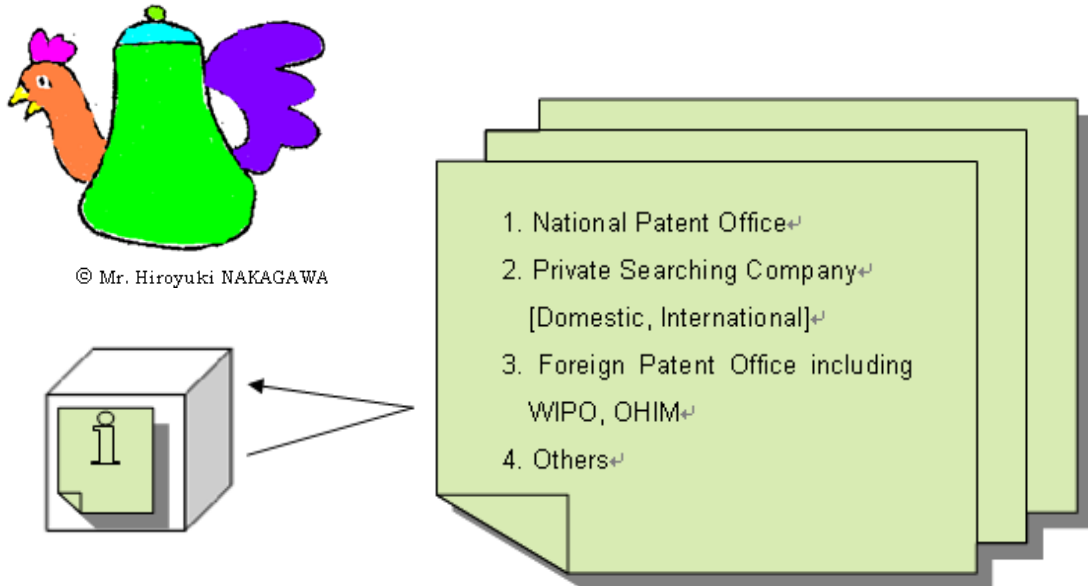 © Mr. Hiroyuki NAKAGAWA
1. National Patent Office↵
2. Private Searching Company↵
[Domestic, International]↵
3. Foreign Patent Office including
WIPO, OHIM↵
4. Others↵
i